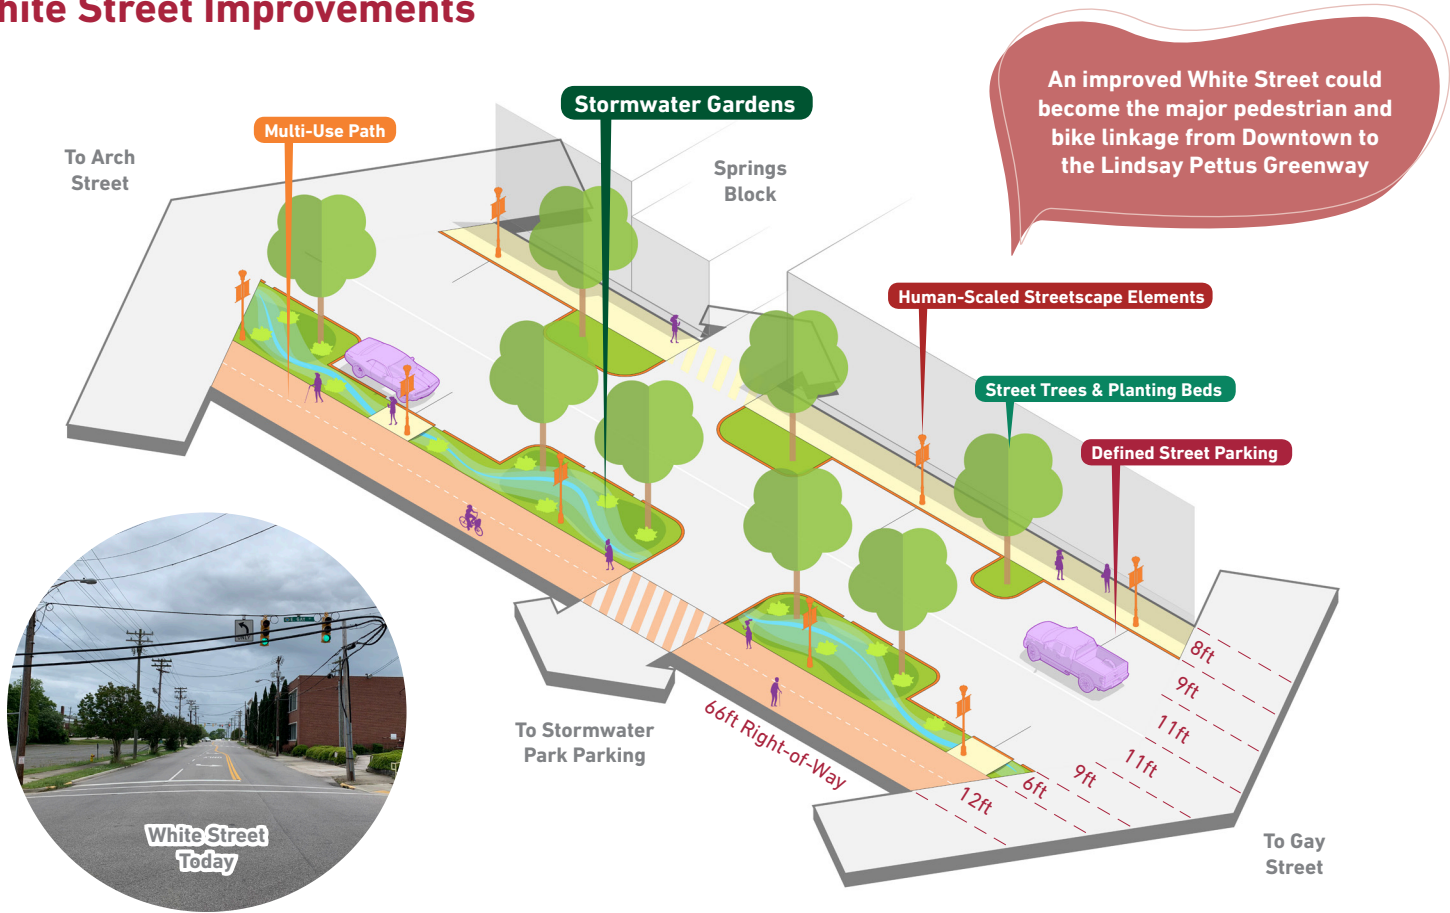 hite Street Improvements
An improved White Street could
become the major pedestrian and
bike linkage from Downtown to
the Lindsay Pettus Greenway
Stormwater Gardens
Multi-Use Path
To Arch
Street
Springs
Block
Human-Scaled Streetscape Elements
Street Trees & Planting Beds
Defined Street Parking
8ft
9ft
11ft
11ft
9ft
6ft
12ft
66ft Right-of-Way
To Stormwater
Park Parking
To Gay
Street
White Street
Today
ONLY